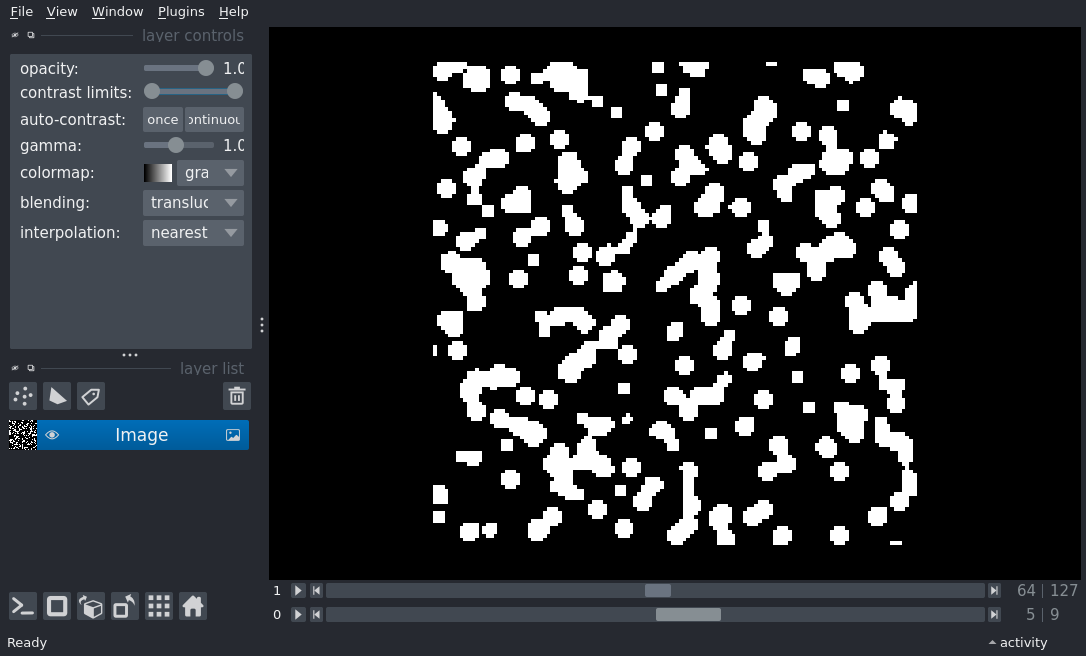 File View Window Plugins Help
layer controls
opacity: 1.0
contrast limits:
auto-contrast: once ontinuou
gamma: 1.0
colormap: gra
blending: transluc
interpolation: nearest
layer list
Image
1 64 | 127
0 5 | 9
Ready activity